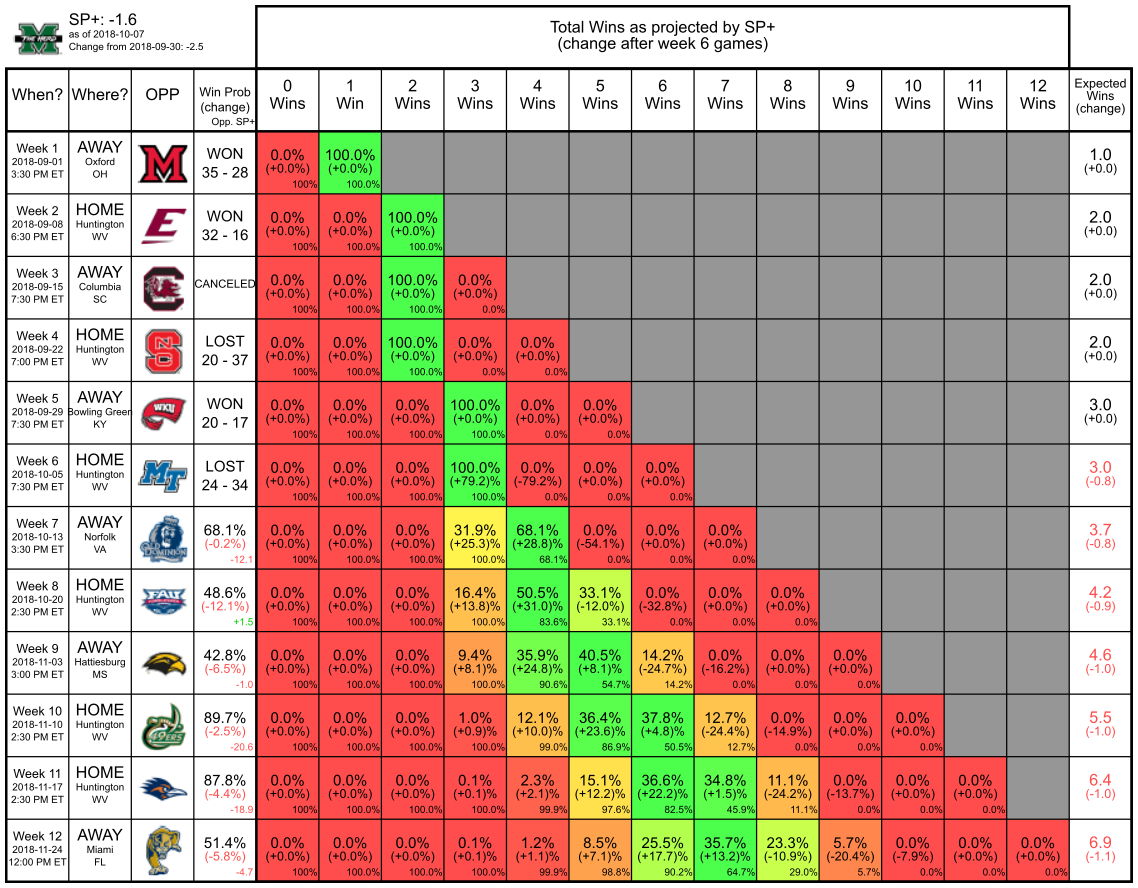 SP+: -1.6
as of 2018-10-07
Change from 2018-09-30: -2.5
THE HERD
Total Wins as projected by SP+
(change after week 6 games)
When? Where? OPP Win Prob (change) Opp. SP+ 0 Wins 1 Win 2 Wins 3 Wins 4 Wins 5 Wins 6 Wins 7 Wins 8 Wins 9 Wins 10 Wins 11 Wins 12 Wins Expected Wins (change)
Week 1 AWAY WON 0.0% 100.0% 1.0
2018-09-01 Oxford 35 - 28 (+0.0%) (+0.0%) (+0.0)
3:30 PM ET OH 100% 100.0%
Week 2 HOME WON 0.0% 0.0% 100.0% 2.0
2018-09-08 Huntington 32 - 16 (+0.0%) (+0.0%) (+0.0%) (+0.0)
6:30 PM ET WV 100% 100.0% 100.0%
Week 3 AWAY CANCELED 0.0% 0.0% 100.0% 0.0% 2.0
2018-09-15 Columbia (+0.0%) (+0.0%) (+0.0%) (+0.0%) (+0.0)
7:30 PM ET SC 100% 100.0% 100.0% 0.0%
Week 4 HOME LOST 0.0% 0.0% 100.0% 0.0% 0.0% 2.0
2018-09-22 Huntington 20 - 37 (+0.0%) (+0.0%) (+0.0%) (+0.0%) (+0.0%) (+0.0)
7:00 PM ET WV 100% 100.0% 100.0% 0.0% 0.0%
Week 5 AWAY WON 0.0% 0.0% 0.0% 100.0% 0.0% 0.0% 3.0
2018-09-29 Bowling Green WKU 20 - 17 (+0.0%) (+0.0%) (+0.0%) (+0.0%) (+0.0%) (+0.0%) (+0.0)
7:30 PM ET KY 100% 100.0% 100.0% 100.0% 0.0% 0.0%
Week 6 HOME MT LOST 0.0% 0.0% 0.0% 100.0% 0.0% 0.0% 3.0
2018-10-05 Huntington 24 - 34 (+0.0%) (+0.0%) (+0.0%) (+79.2)% (-79.2%) (+0.0%) (-0.8)
7:30 PM ET WV 100% 100.0% 100.0% 100.0% 0.0% 0.0%
Week 7 AWAY OLD DOMINION 68.1% 0.0% 0.0% 0.0% 31.9% 68.1% 0.0% 0.0% 0.0% 3.7
2018-10-13 Norfolk (-0.2%) (+0.0%) (+0.0%) (+0.0%) (+25.3)% (+28.8)% (-54.1%) (+0.0%) (+0.0%) (-0.8)
3:30 PM ET VA -12.1 100% 100.0% 100.0% 100.0% 68.1% 0.0% 0.0% 0.0%
Week 8 HOME FAU 48.6% 0.0% 0.0% 0.0% 16.4% 50.5% 33.1% 0.0% 0.0% 0.0% 4.2
2018-10-20 Huntington (-12.1%) (+0.0%) (+0.0%) (+0.0%) (+13.8)% (+31.0)% (-12.0%) (-32.8%) (+0.0%) (+0.0%) (-0.9)
2:30 PM ET WV +1.5 100% 100.0% 100.0% 100.0% 83.6% 33.1% 0.0% 0.0% 0.0%
Week 9 AWAY 42.8% 0.0% 0.0% 0.0% 9.4% 35.9% 40.5% 14.2% 0.0% 0.0% 0.0% 4.6
2018-11-03 Hattiesburg (-6.5%) (+0.0%) (+0.0%) (+0.0%) (+8.1)% (+24.8)% (+8.1)% (-24.7%) (-16.2%) (+0.0%) (+0.0%) (-1.0)
3:00 PM ET MS -1.0 100% 100.0% 100.0% 100.0% 90.6% 54.7% 14.2% 0.0% 0.0% 0.0%
Week 10 HOME 49ERS 89.7% 0.0% 0.0% 0.0% 1.0% 12.1% 36.4% 37.8% 12.7% 0.0% 0.0% 0.0% 5.5
2018-11-10 Huntington (-2.5%) (+0.0%) (+0.0%) (+0.0%) (+0.9)% (+10.0)% (+23.6)% (+4.8)% (-24.4%) (-14.9%) (+0.0%) (+0.0%) (-1.0)
2:30 PM ET WV -20.6 100% 100.0% 100.0% 100.0% 99.0% 86.9% 50.5% 12.7% 0.0% 0.0% 0.0%
Week 11 HOME 87.8% 0.0% 0.0% 0.0% 0.1% 2.3% 15.1% 36.6% 34.8% 11.1% 0.0% 0.0% 0.0% 6.4
2018-11-17 Huntington (-4.4%) (+0.0%) (+0.0%) (+0.0%) (+0.1)% (+2.1)% (+12.2)% (+22.2)% (+1.5)% (-24.2%) (-13.7%) (+0.0%) (+0.0%) (-1.0)
2:30 PM ET WV -18.9 100% 100.0% 100.0% 100.0% 99.9% 97.6% 82.5% 45.9% 11.1% 0.0% 0.0% 0.0%
Week 12 AWAY 51.4% 0.0% 0.0% 0.0% 0.1% 1.2% 8.5% 25.5% 35.7% 23.3% 5.7% 0.0% 0.0% 0.0% 6.9
2018-11-24 Miami (-5.8%) (+0.0%) (+0.0%) (+0.0%) (+0.1)% (+1.1)% (+7.1)% (+17.7)% (+13.2)% (-10.9%) (-20.4%) (-7.9%) (+0.0%) (+0.0%) (-1.1)
12:00 PM ET FL -4.7 100% 100.0% 100.0% 100.0% 99.9% 98.8% 90.2% 64.7% 29.0% 5.7% 0.0% 0.0% 0.0%